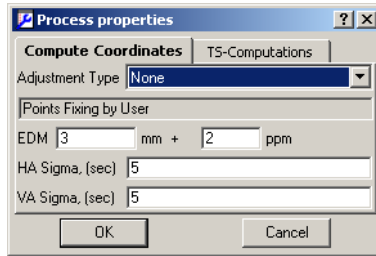 Process properties
Compute Coordinates TS-Computations
Adjustment Type None
Points Fixing by User
EDM 3 mm + 2 ppm
HA Sigma, (sec) 5
VA Sigma, (sec) 5
OK Cancel